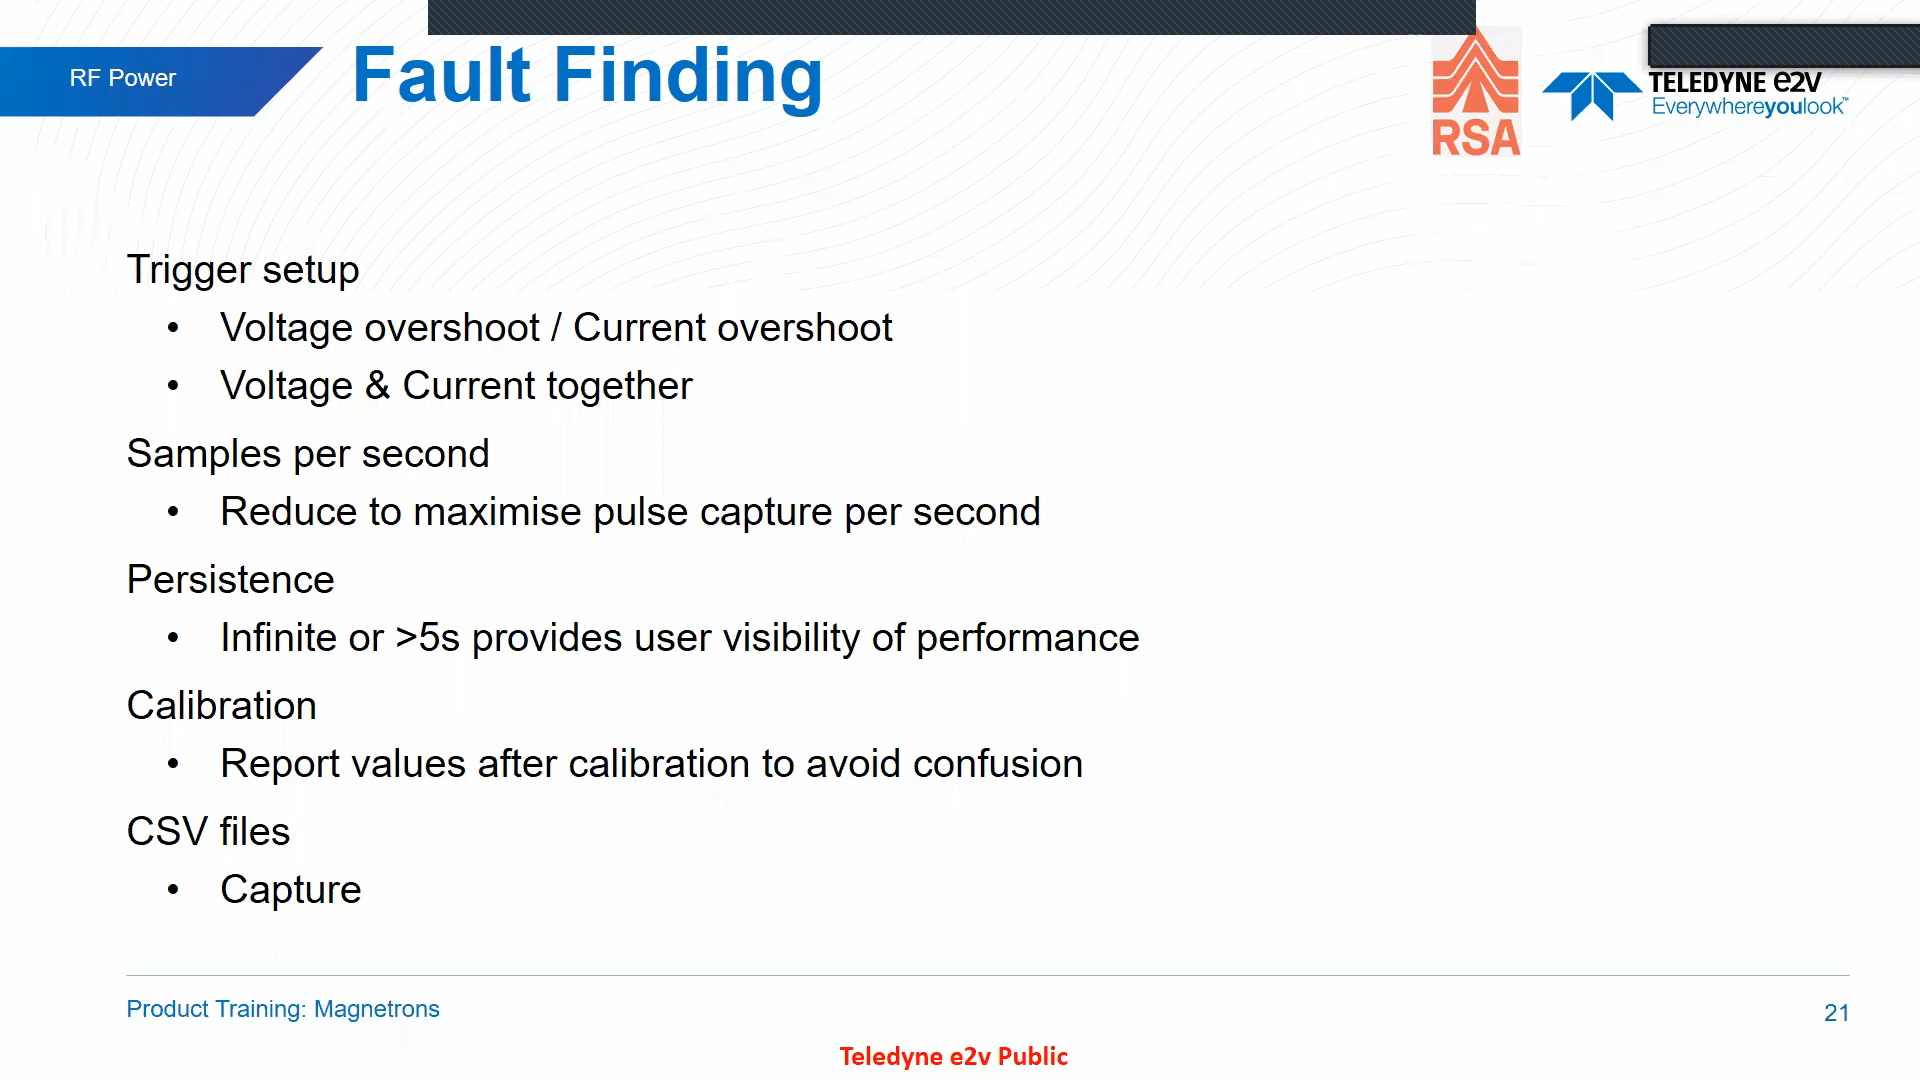 RF Power
Fault Finding
RSA
TELEDYNE e2v
Everywhereyoulook™
Trigger setup
• Voltage overshoot / Current overshoot
• Voltage & Current together
Samples per second
• Reduce to maximise pulse capture per second
Persistence
• Infinite or >5s provides user visibility of performance
Calibration
• Report values after calibration to avoid confusion
CSV files
• Capture
Product Training: Magnetrons
21
Teledyne e2v Public